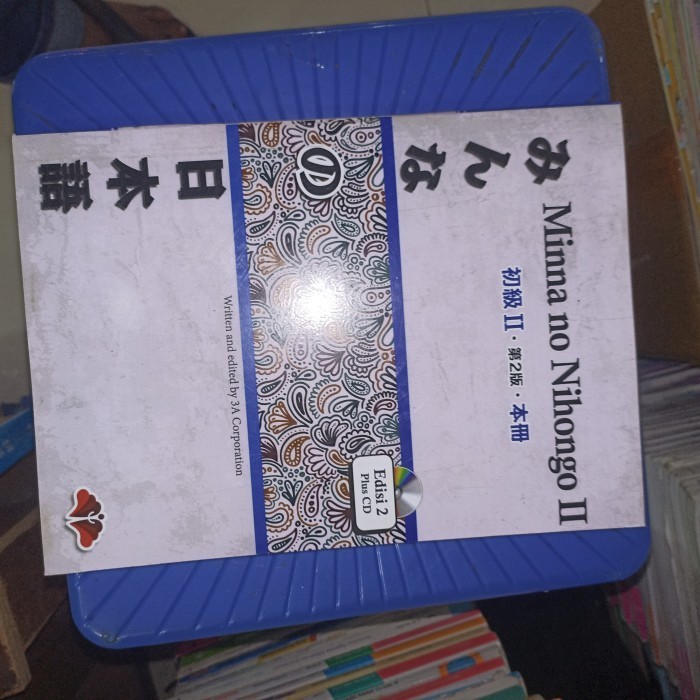 Minna no Nihongo II
初級II・第2版・本冊
みんな
の
日本語
Edisi 2
Plus CD
Written and edited by 3A Corporation